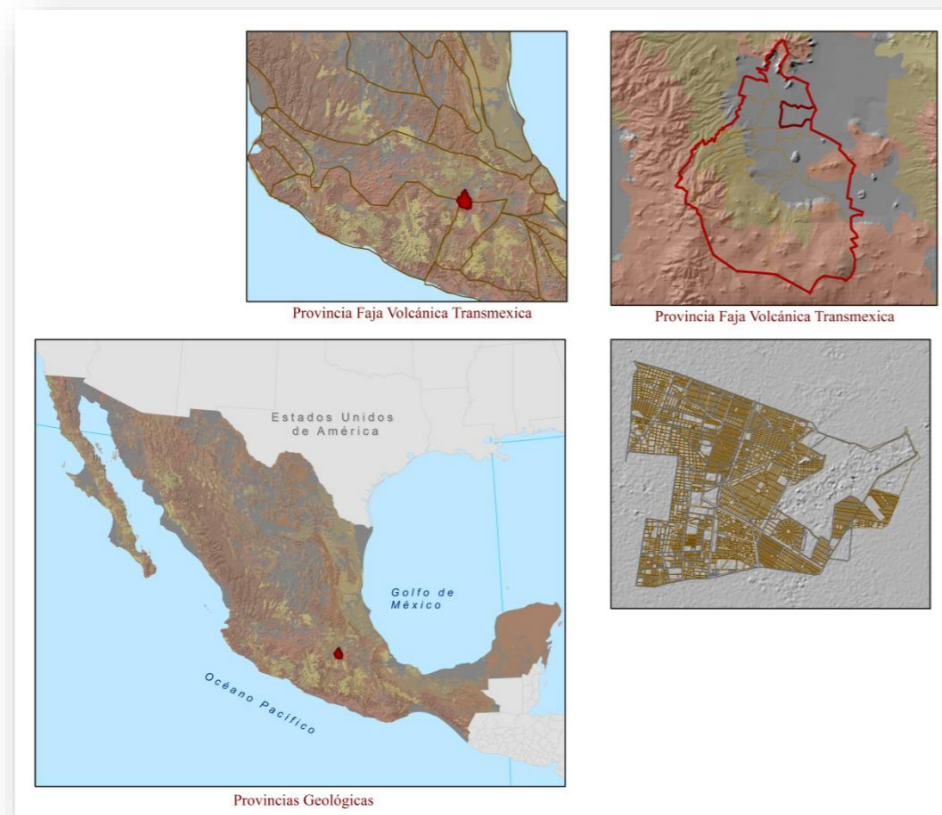 Provincia Faja Volcánica Transmexica
Provincia Faja Volcánica Transmexica
Estados Unidos
de América
Golfo de
México
Océano Pacífico
Provincias Geológicas